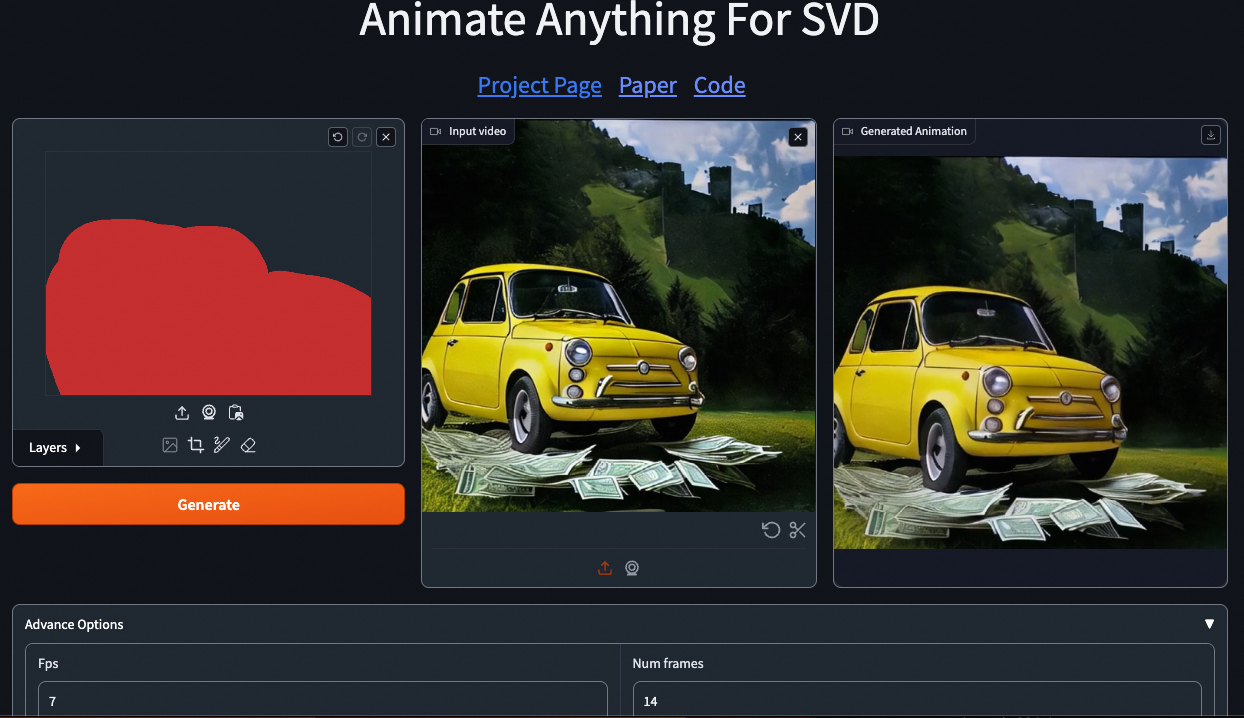 Animate Anything For SVD
Project Page Paper Code
Input video
Generated Animation
Layers
Generate
Advance Options
Fps
Num frames
7
14